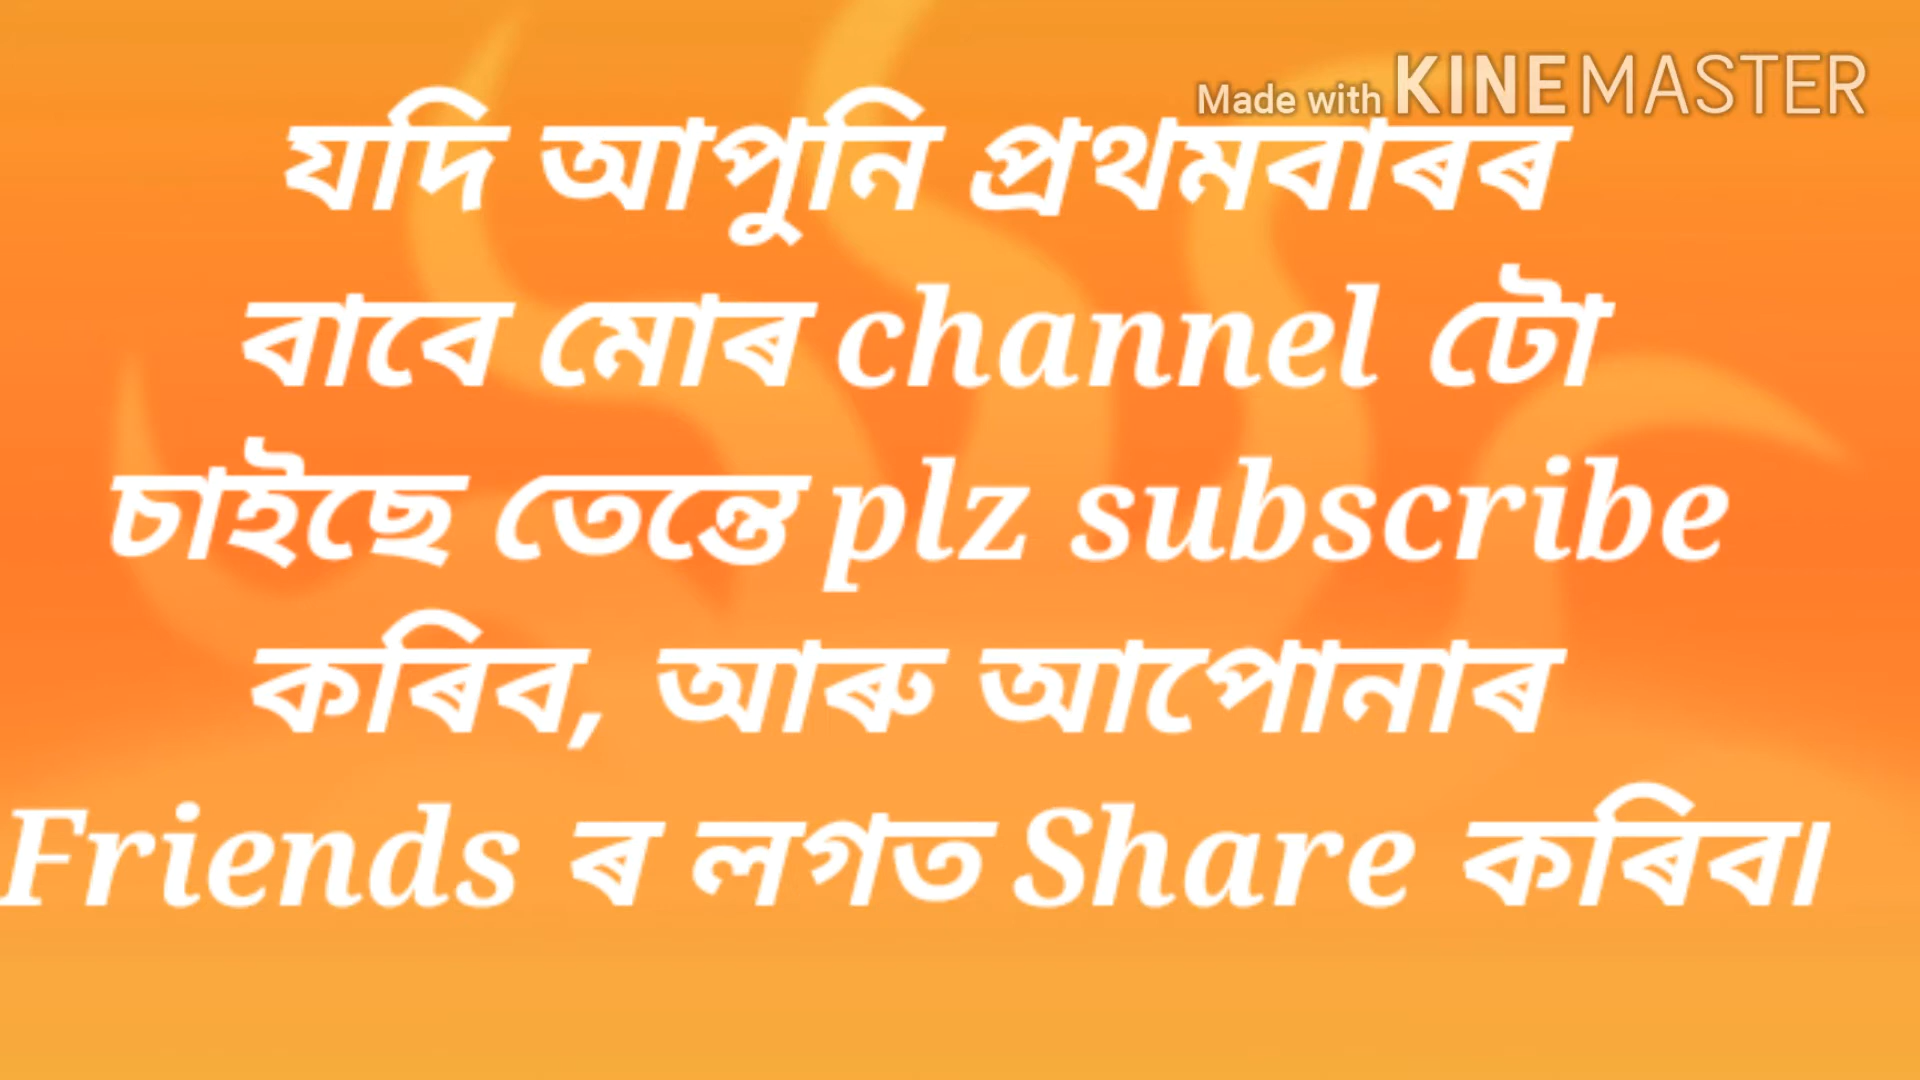 Made with KINEMASTER
যদি আপুনি প্ৰথমবাৰৰ
বাবে মোৰ channel টো
চাইছে তেন্তে plz subscribe
কৰিব, আৰু আপোনাৰ
Friends ৰ লগত Share কৰিব।